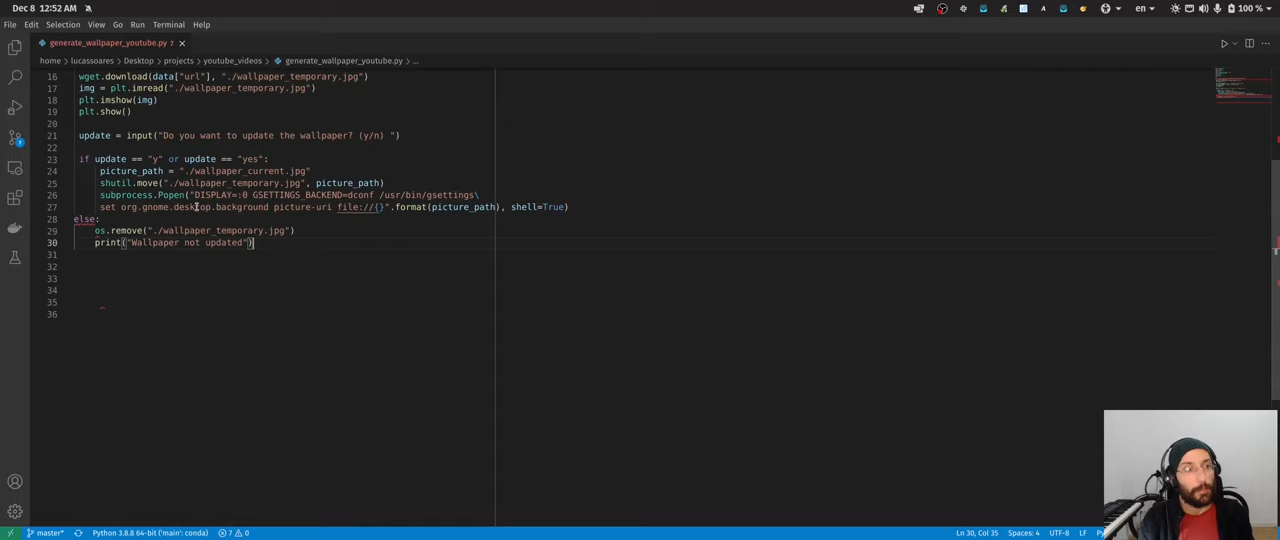 Dec 8 12:52 AM
en
100 %
File Edit Selection View Go Run Terminal Help
generate_wallpaper_youtube.py 7
home > lucassoares > Desktop > projects > youtube_videos > generate_wallpaper_youtube.py > ...
16 wget.download(data["url"], "./wallpaper_temporary.jpg")
17 img = plt.imread("./wallpaper_temporary.jpg")
18 plt.imshow(img)
19 plt.show()
20
21 update = input("Do you want to update the wallpaper? (y/n) ")
22
23 if update == "y" or update == "yes":
24 picture_path = "./wallpaper_current.jpg"
25 shutil.move("./wallpaper_temporary.jpg", picture_path)
26 subprocess.Popen("DISPLAY=:0 GSETTINGS_BACKEND=dconf /usr/bin/gsettings\
27 set org.gnome.desktop.background picture-uri file://{}".format(picture_path), shell=True)
28 else:
29 os.remove("./wallpaper_temporary.jpg")
30 print("Wallpaper not updated")
31
32
33
34
35
36
master* Python 3.8.8 64-bit ('main': conda) 7 0
Ln 30, Col 35 Spaces: 4 UTF-8 LF